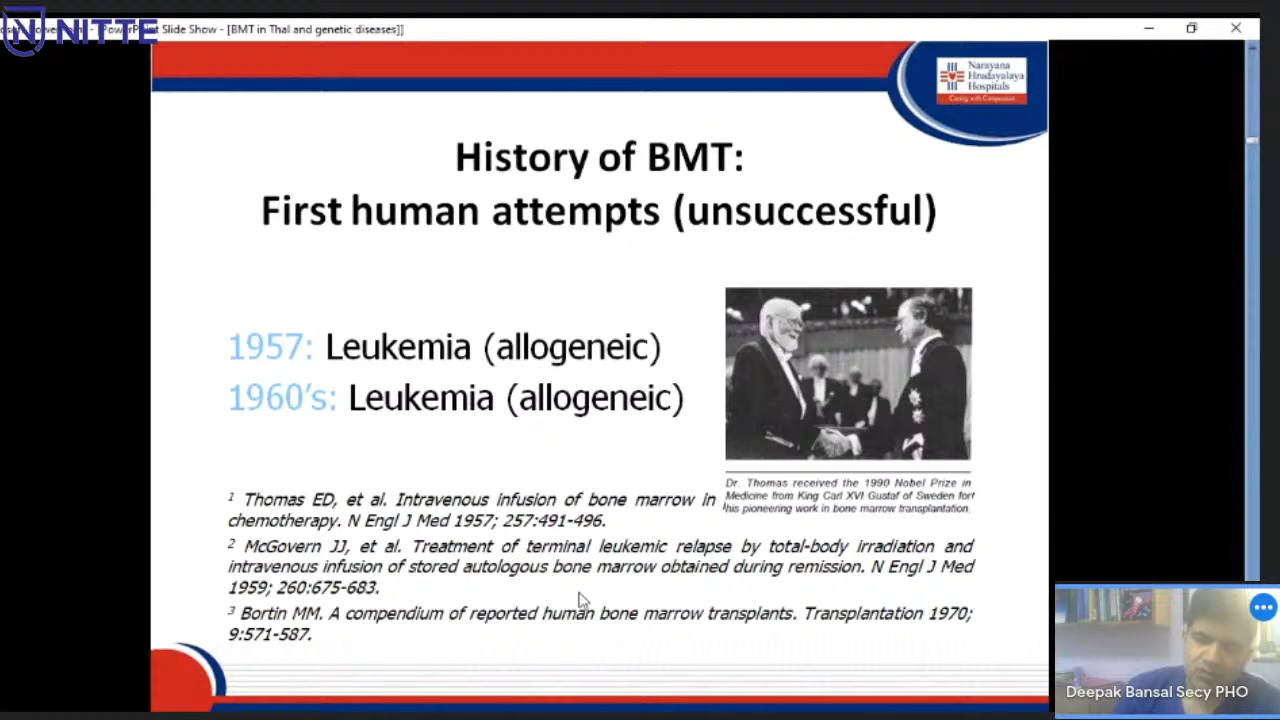 NITTE
PowerPoint Slide Show - [BMT in Thal and genetic diseases]]
Narayana
Hrudayalaya
Hospitals
Caring with Compassion
History of BMT:
First human attempts (unsuccessful)
1957: Leukemia (allogeneic)
1960's: Leukemia (allogeneic)
Dr. Thomas received the 1990 Nobel Prize in
Medicine from King Carl XVI Gustaf of Sweden for
his pioneering work in bone marrow transplantation.
1 Thomas ED, et al. Intravenous infusion of bone marrow in
chemotherapy. N Engl J Med 1957; 257:491-496.
2 McGovern JJ, et al. Treatment of terminal leukemic relapse by total-body irradiation and
intravenous infusion of stored autologous bone marrow obtained during remission. N Engl J Med
1959; 260:675-683.
3 Bortin MM. A compendium of reported human bone marrow transplants. Transplantation 1970;
9:571-587.
Deepak Bansal Secy PHO